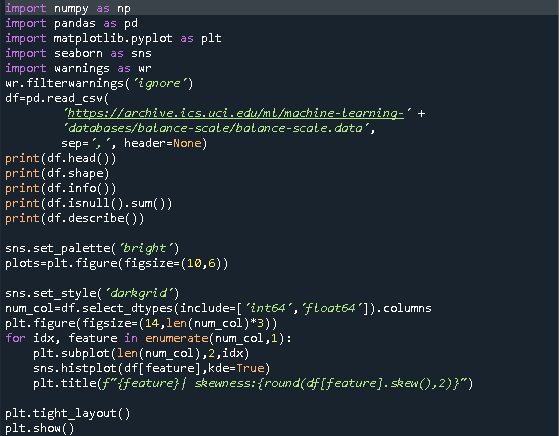 import numpy as np
import pandas as pd
import matplotlib.pyplot as plt
import seaborn as sns
import warnings as wr
wr.filterwarnings('ignore')
df=pd.read_csv(
        'https://archive.ics.uci.edu/ml/machine-learning-' +
        'databases/balance-scale/balance-scale.data',
        sep=',', header=None)
print(df.head())
print(df.shape)
print(df.info())
print(df.isnull().sum())
print(df.describe())

sns.set_palette('bright')
plots=plt.figure(figsize=(10,6))

sns.set_style('darkgrid')
num_col=df.select_dtypes(include=['int64','float64']).columns
plt.figure(figsize=(14,len(num_col)*3))
for idx, feature in enumerate(num_col,1):
    plt.subplot(len(num_col),2,idx)
    sns.histplot(df[feature],kde=True)
    plt.title(f"{feature}| skewness:{round(df[feature].skew(),2)}")

plt.tight_layout()
plt.show()